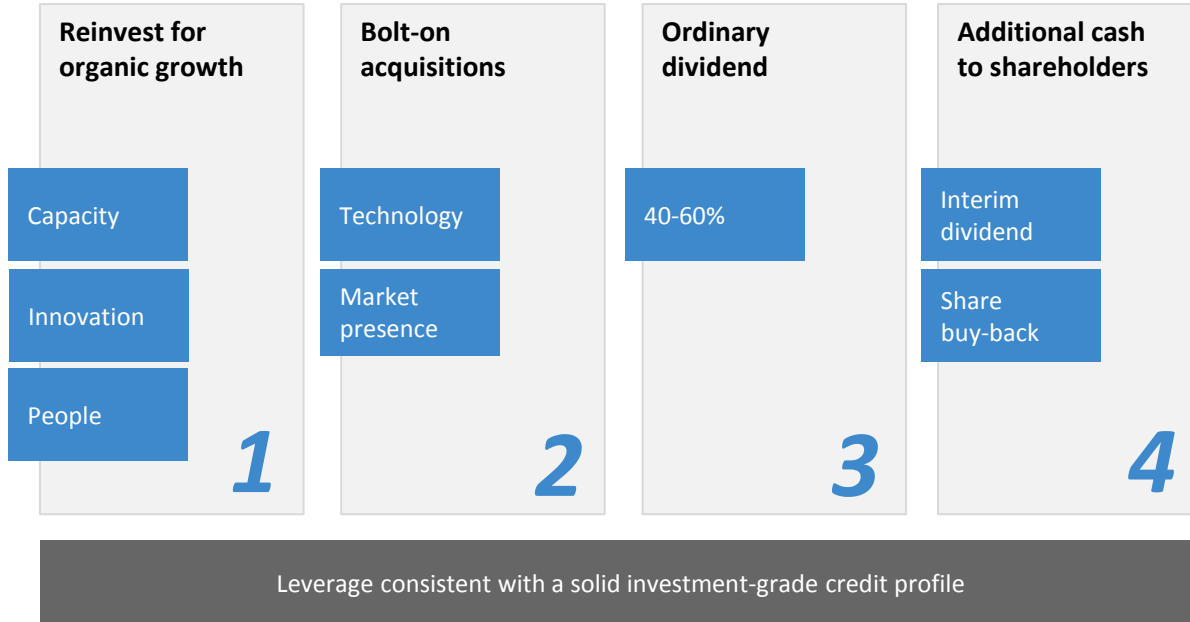 Reinvest for
organic growth
Capacity
Innovation
People
1
Bolt-on
acquisitions
Technology
Market
presence
2
Ordinary
dividend
40-60%
3
Additional cash
to shareholders
Interim
dividend
Share
buy-back
4
Leverage consistent with a solid investment-grade credit profile